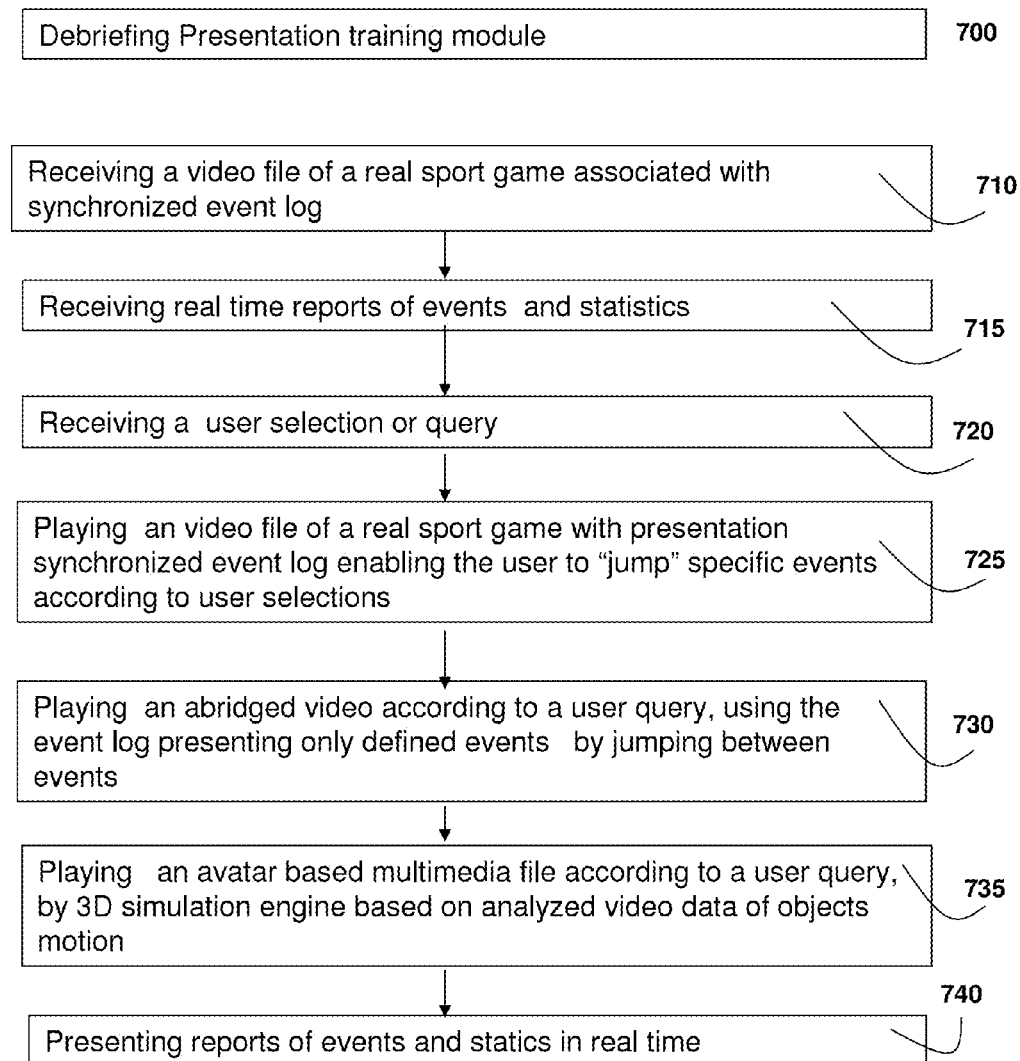 Debriefing Presentation training module
700
Receiving a video file of a real sport game associated with
synchronized event log
710
Receiving real time reports of events and statistics
715
Receiving a user selection or query
720
Playing an video file of a real sport game with presentation
synchronized event log enabling the user to “jump” specific events
according to user selections
725
Playing an abridged video according to a user query, using the
event log presenting only defined events by jumping between
events
730
Playing an avatar based multimedia file according to a user query,
by 3D simulation engine based on analyzed video data of objects
motion
735
Presenting reports of events and statics in real time
740